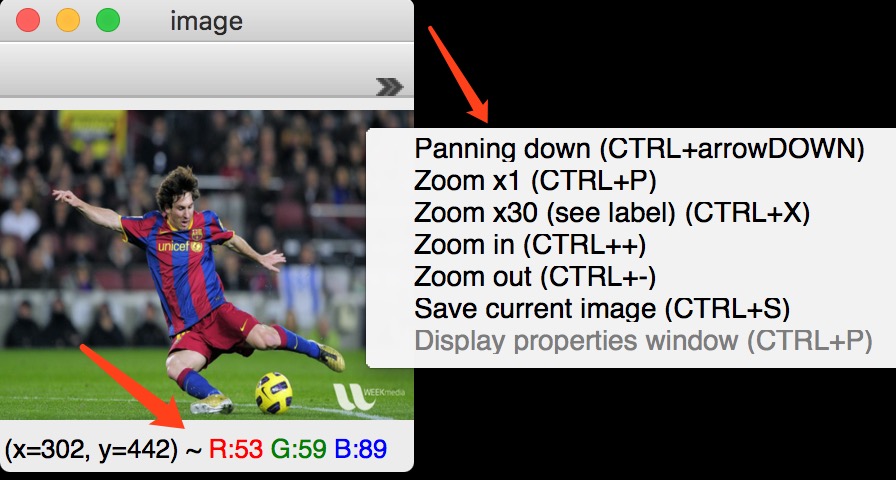 image
Panning down (CTRL+arrowDOWN)
Zoom x1 (CTRL+P)
Zoom x30 (see label) (CTRL+X)
Zoom in (CTRL++)
Zoom out (CTRL+-)
Save current image (CTRL+S)
Display properties window (CTRL+P)
unicef
WEEKmedia
(x=302, y=442) ~ R:53 G:59 B:89